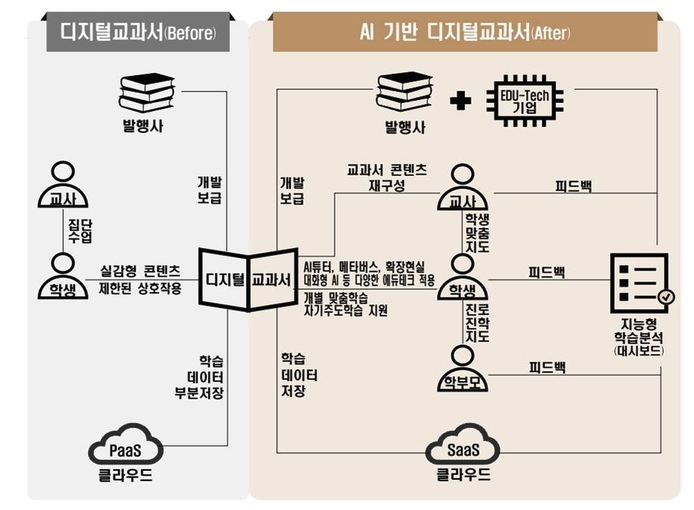 디지털교과서(Before)
AI 기반 디지털교과서(After)
발행사
발행사
EDU-Tech
기업
교사
집단
수업
학생
실감형 콘텐츠
제한된 상호작용
개발
보급
디지털
교과서
학습
데이터
부분저장
PaaS
클라우드
개발
보급
교과서 콘텐츠
재구성
교사
피드백
학생
맞춤
지도
AI튜터, 메타버스, 확장현실
대화형 AI 등 다양한 에듀테크 적용
개별 맞춤학습
자기주도학습 지원
학생
피드백
진로
진학
지도
학부모
피드백
지능형
학습분석
(대시보드)
학습
데이터
저장
SaaS
클라우드